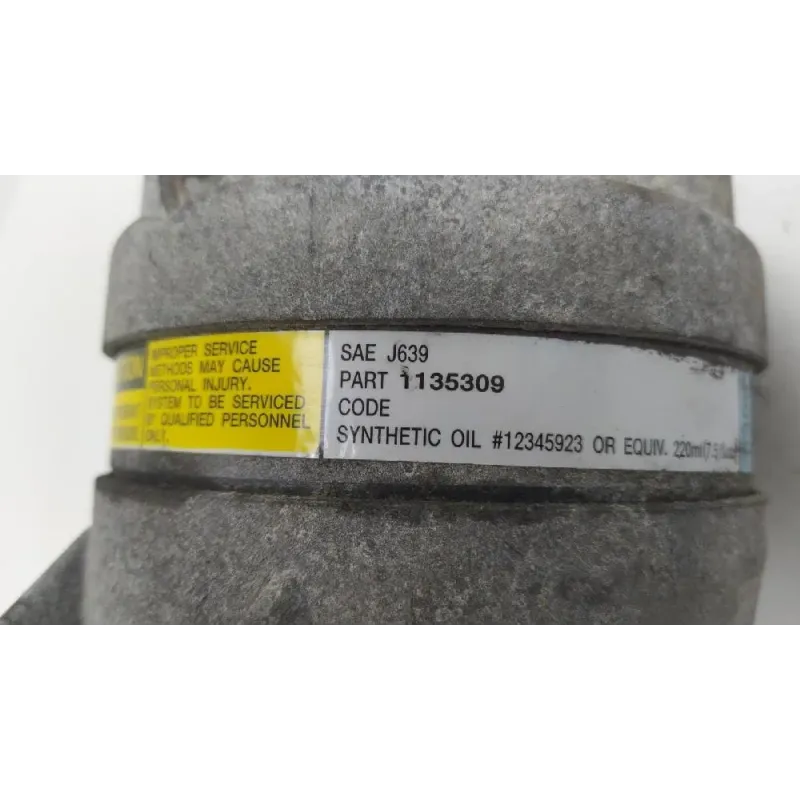 IMPROPER SERVICE
METHODS MAY CAUSE
PERSONAL INJURY.
SYSTEM TO BE SERVICED
BY QUALIFIED PERSONNEL
ONLY.
SAE J639
PART 1135309
CODE
SYNTHETIC OIL #12345923 OR EQUIV. 220ml